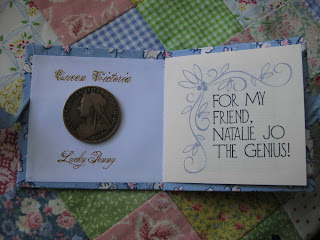 Queen Victoria
Lucky Penny
FOR MY
FRIEND,
NATALIE JO
THE GENIUS!